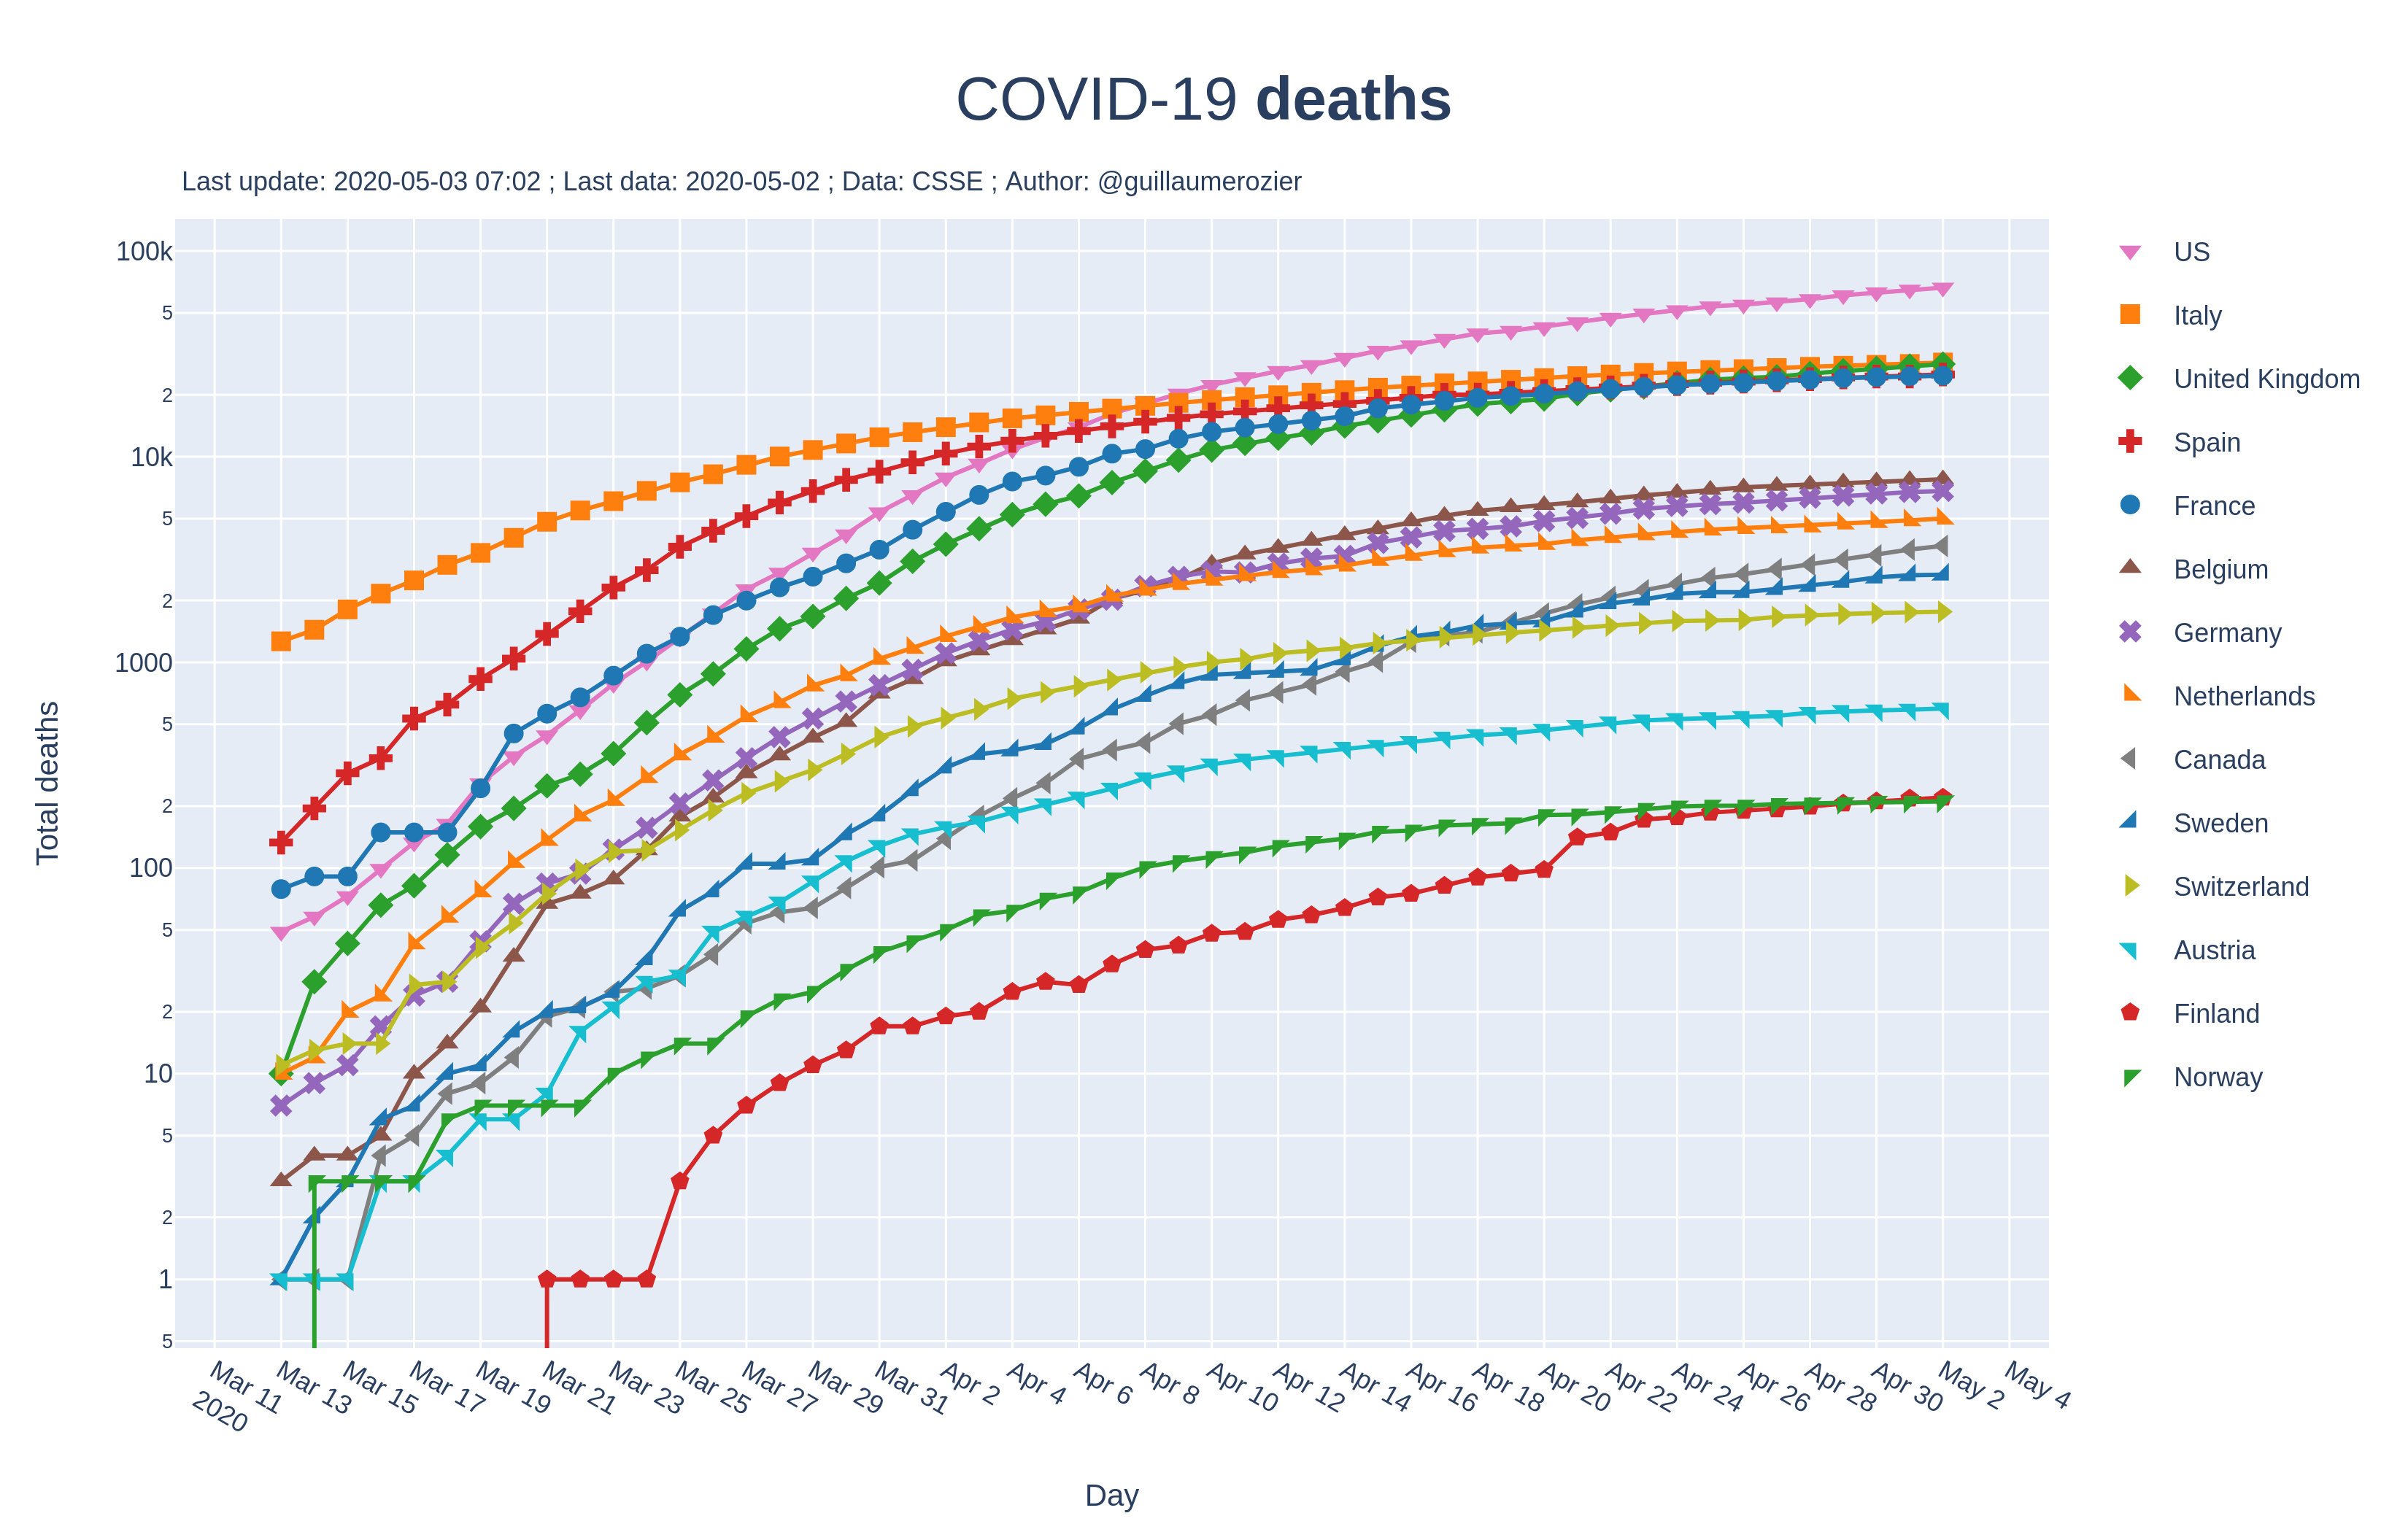 COVID-19 deaths
Last update: 2020-05-03 07:02 ; Last data: 2020-05-02 ; Data: CSSE ; Author: @guillaumerozier
100k
5
2
10k
5
2
1000
5
2
100
5
2
10
5
2
1
5
Total deaths
Mar 11
2020
Mar 13
Mar 15
Mar 17
Mar 19
Mar 21
Mar 23
Mar 25
Mar 27
Mar 29
Mar 31
Apr 2
Apr 4
Apr 6
Apr 8
Apr 10
Apr 12
Apr 14
Apr 16
Apr 18
Apr 20
Apr 22
Apr 24
Apr 26
Apr 28
Apr 30
May 2
May 4
Day
US
Italy
United Kingdom
Spain
France
Belgium
Germany
Netherlands
Canada
Sweden
Switzerland
Austria
Finland
Norway